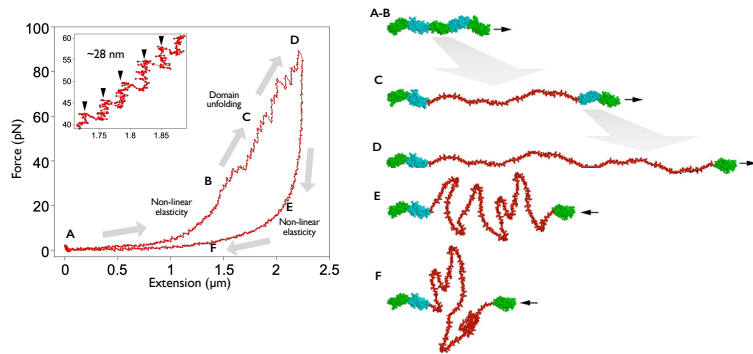 ~28 nm
60
55
50
45
40
1.75
1.8
1.85
100
80
60
40
20
0
Force (pN)
0
0.5
1
1.5
2
2.5
Extension (µm)
A
B
C
D
E
F
Domain
unfolding
Non-linear
elasticity
Non-linear
elasticity
A-B
C
D
E
F